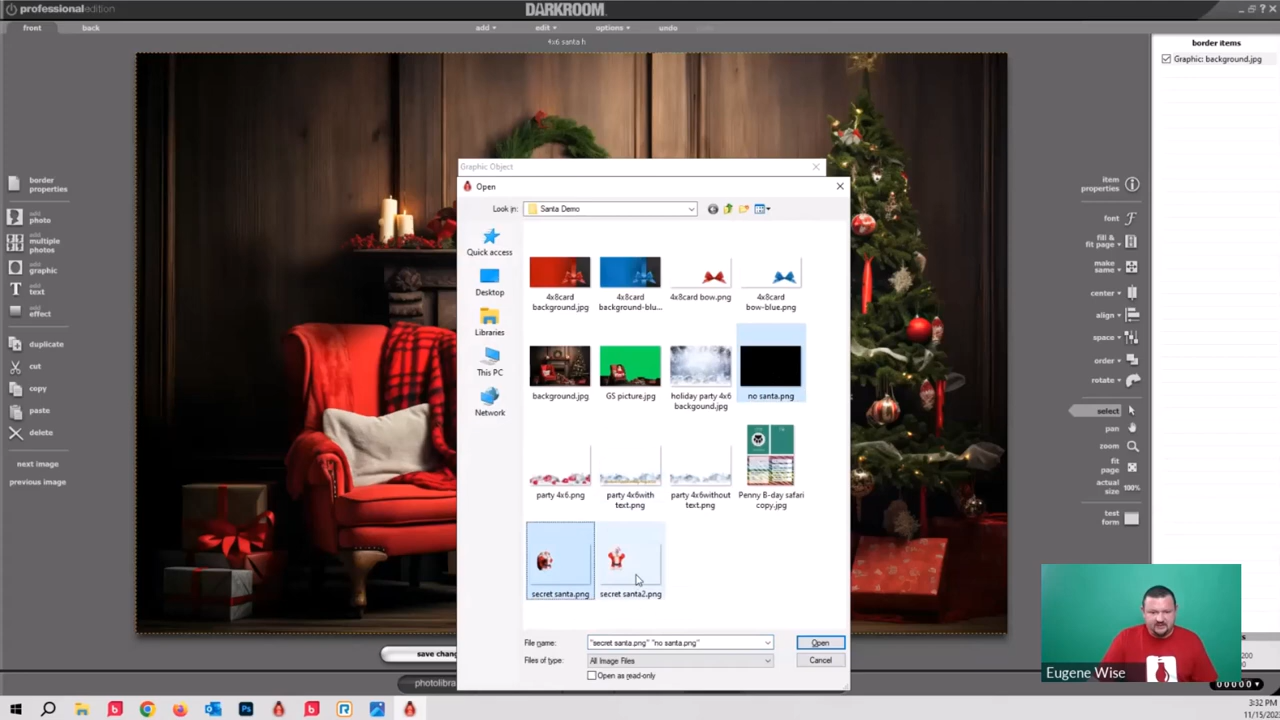 professionaledition
DARKROOM
front
back
add
edit
options
undo
4x6 santa h
border items
Graphic: background.jpg
border properties
add photo
add multiple photos
add graphic
add text
add effect
duplicate
cut
copy
paste
delete
next image
previous image
item properties
font
fill & fit page
make same
center
align
space
order
rotate
select
pan
zoom
fit page
actual size
100%
text form
Graphic Object
Open
Look in:
Santa Demo
Quick access
Desktop
Libraries
This PC
Network
4x8card background.jpg
4x8card background-blu...
4x8card bow.png
4x8card bow-blue.png
background.jpg
GS picture.jpg
holiday party 4x6 backgound.jpg
no santa.png
party 4x6.png
party 4x6with text.png
party 4x6without text.png
Penny B-day safari copy.jpg
secret santa.png
secret santa2.png
File name:
"secret santa.png" "no santa.png"
Open
Files of type:
All Image Files
Cancel
Open as read-only
Eugene Wise
3:32 PM